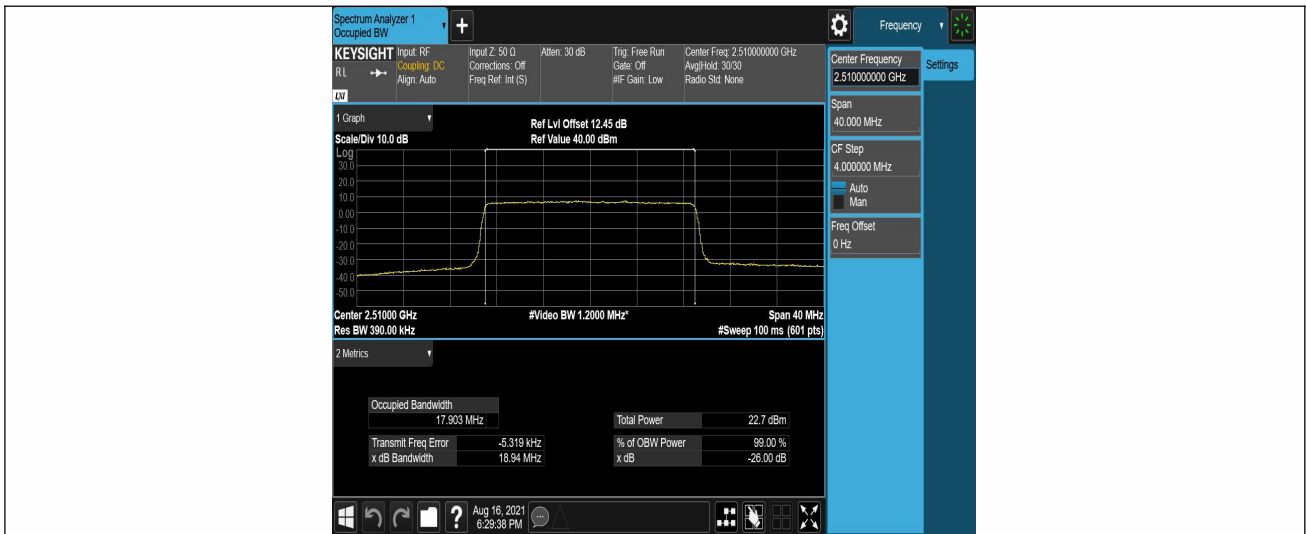 Spectrum Analyzer 1
Occupied BW
+
Frequency
KEYSIGHT
RL
LXI
Input: RF
Coupling: DC
Align: Auto
Input Z: 50 Ω
Corrections: Off
Freq Ref: Int (S)
Atten: 30 dB
Trig: Free Run
Gate: Off
#IF Gain: Low
Center Freq: 2.510000000 GHz
Avg|Hold: 30/30
Radio Std: None
Center Frequency
2.510000000 GHz
Settings
Span
40.000 MHz
CF Step
4.000000 MHz
Auto
Man
Freq Offset
0 Hz
1 Graph
Scale/Div 10.0 dB
Ref Lvl Offset 12.45 dB
Ref Value 40.00 dBm
Log
30.0
20.0
10.0
0.00
-10.0
-20.0
-30.0
-40.0
-50.0
Center 2.51000 GHz
#Video BW 1.2000 MHz*
Span 40 MHz
Res BW 390.00 kHz
#Sweep 100 ms (601 pts)
2 Metrics
Occupied Bandwidth
17.903 MHz
Total Power 22.7 dBm
Transmit Freq Error -5.319 kHz
% of OBW Power 99.00 %
x dB Bandwidth 18.94 MHz
x dB -26.00 dB
?
Aug 16, 2021
6:29:38 PM